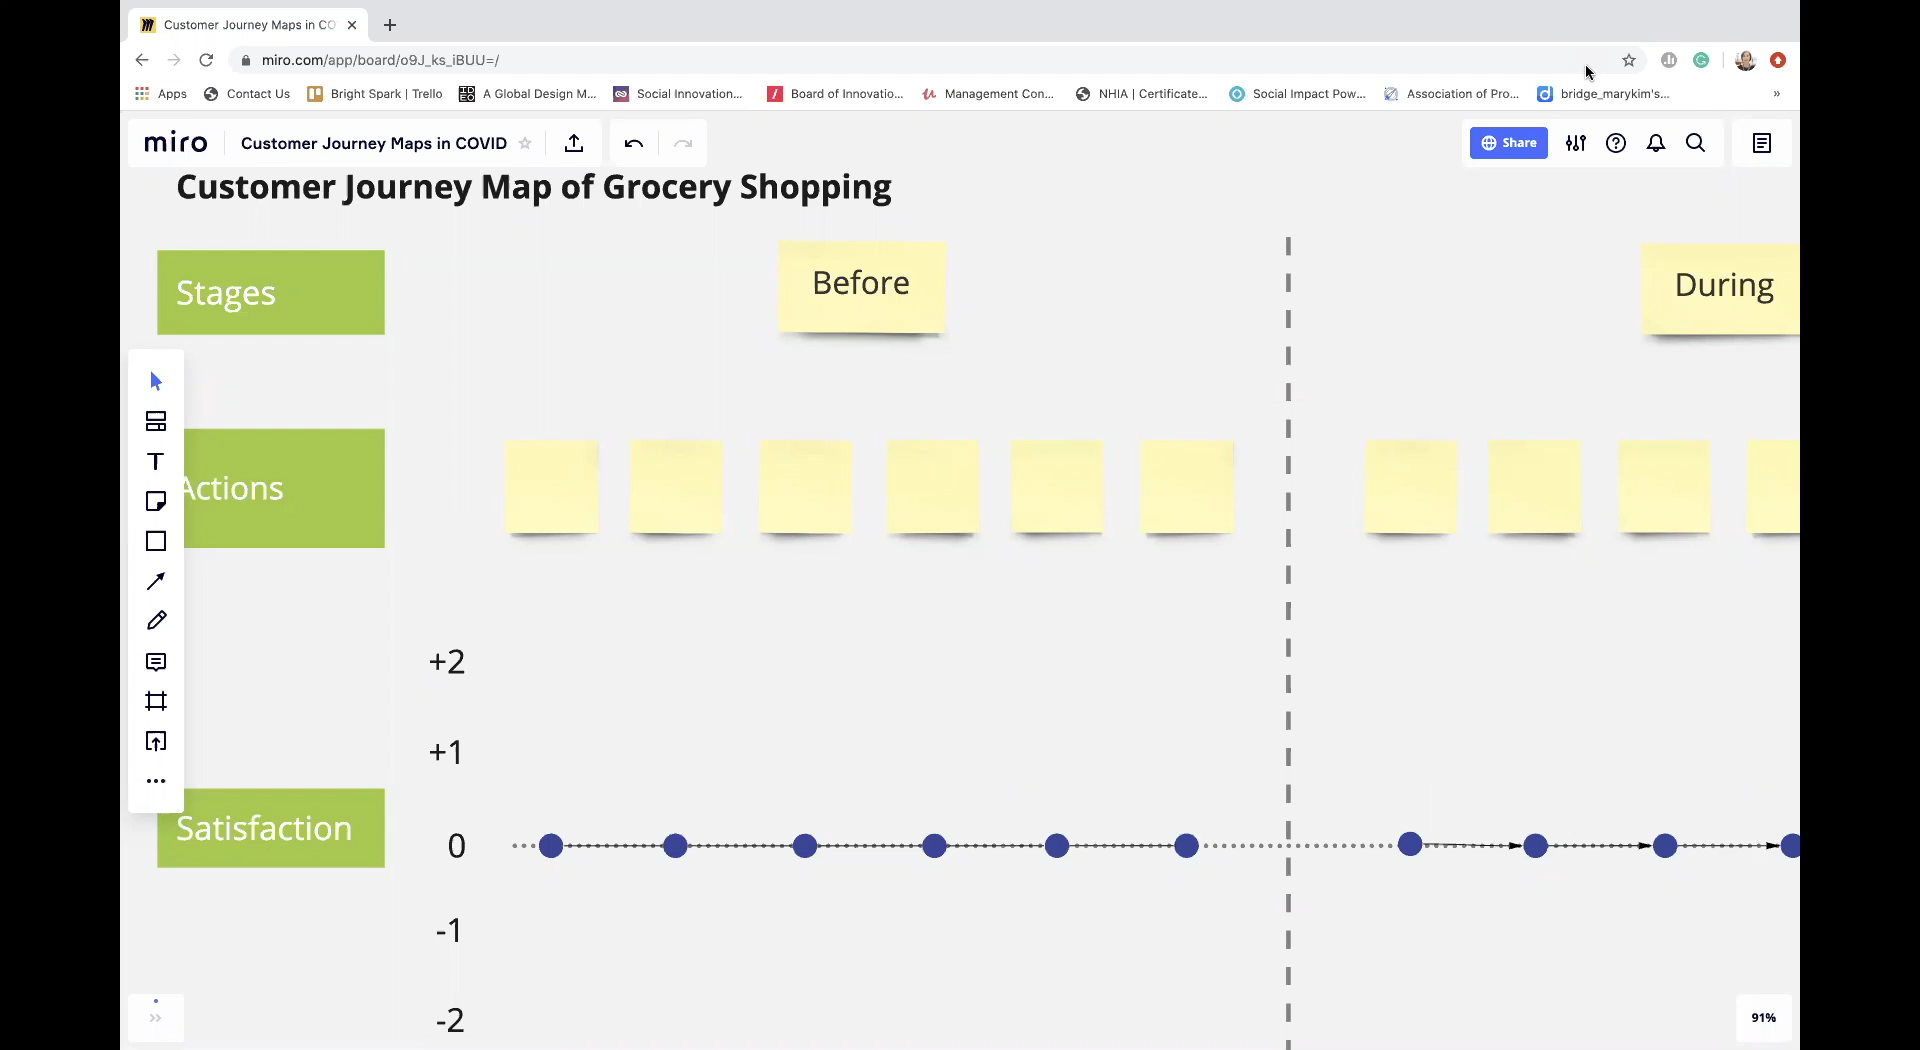 Customer Journey Maps in CO
miro.com/app/board/o9J_ks_iBUU=/
Apps
Contact Us
Bright Spark | Trello
A Global Design M...
Social Innovation...
Board of Innovatio...
Management Con...
NHIA | Certificate...
Social Impact Pow...
Association of Pro...
bridge_marykim's...
»
miro
Customer Journey Maps in COVID
Share
Customer Journey Map of Grocery Shopping
Stages
Before
During
Actions
+2
+1
Satisfaction
0
-1
-2
91%